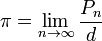 π = lim_{n→∞} P_n / d